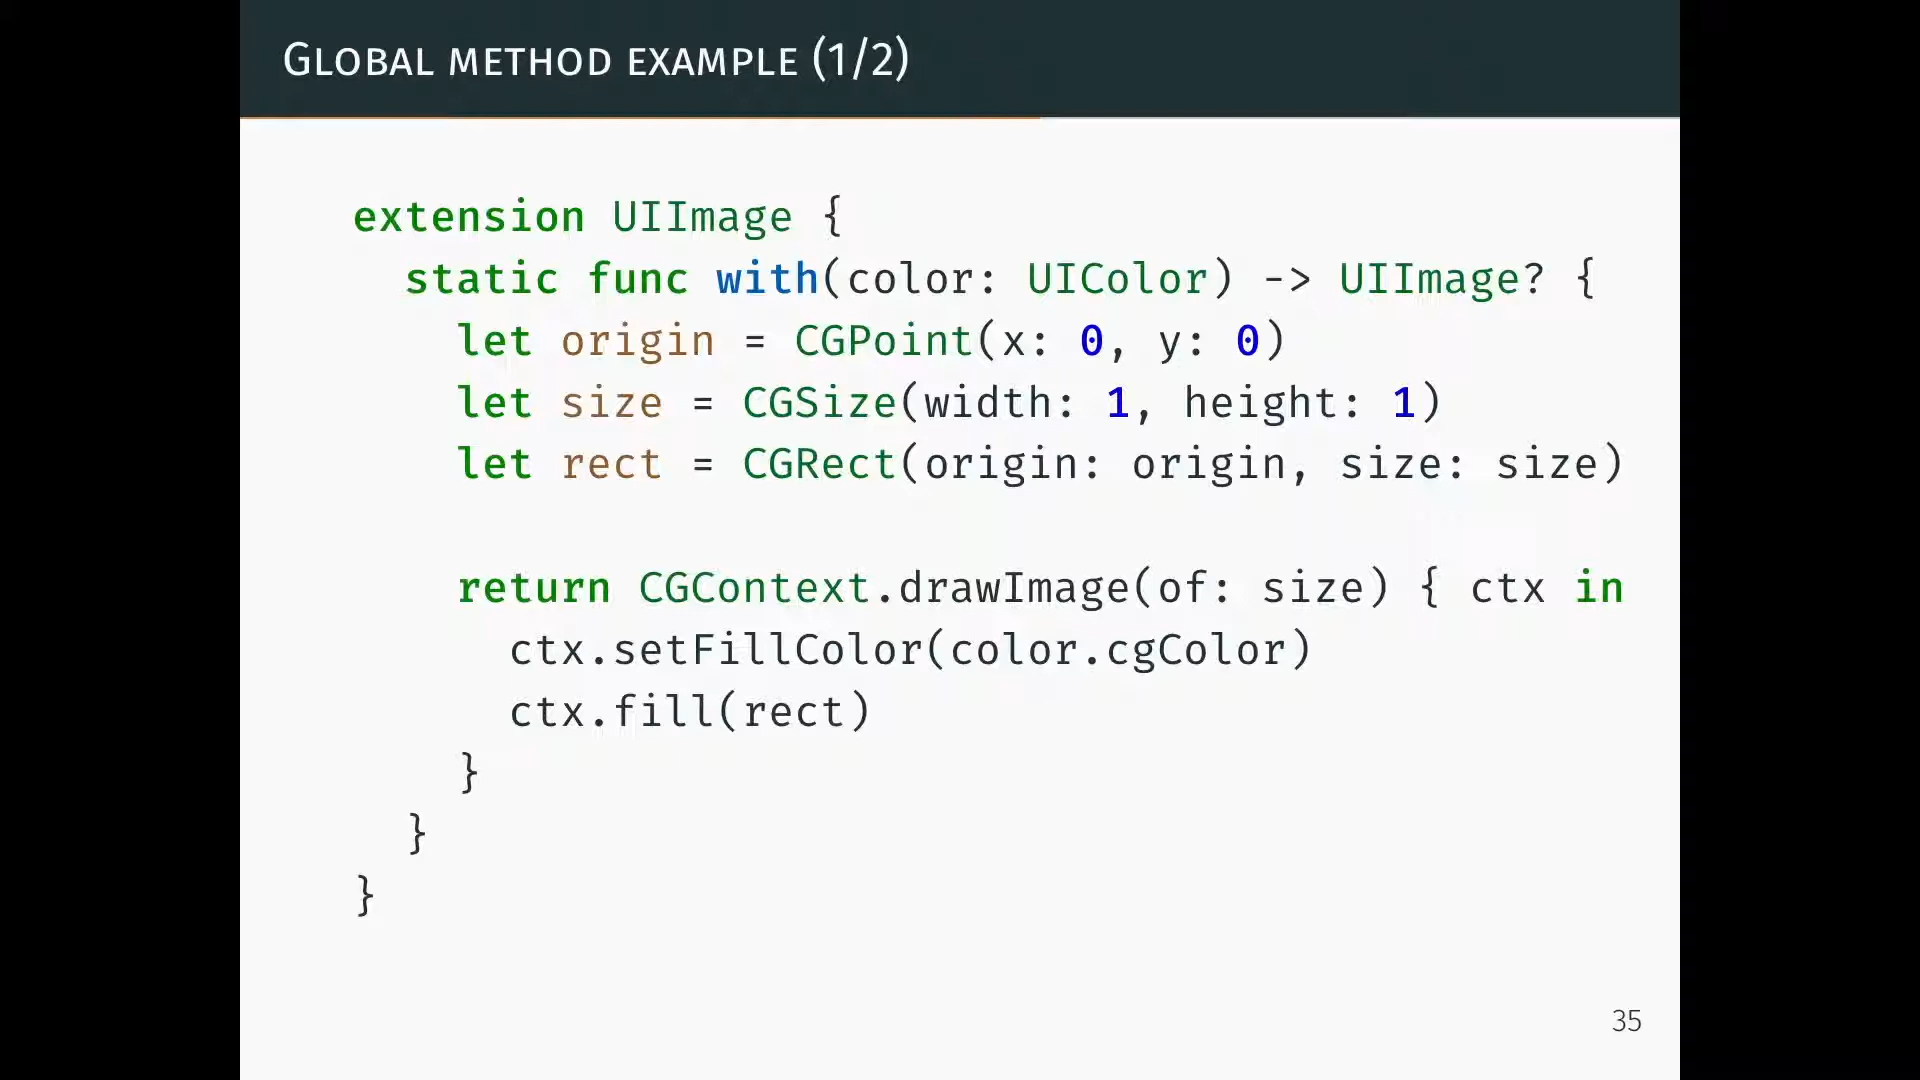 Global method example (1/2)
extension UIImage {
  static func with(color: UIColor) -> UIImage? {
    let origin = CGPoint(x: 0, y: 0)
    let size = CGSize(width: 1, height: 1)
    let rect = CGRect(origin: origin, size: size)
    return CGContext.drawImage(of: size) { ctx in
      ctx.setFillColor(color.cgColor)
      ctx.fill(rect)
    }
  }
}
35